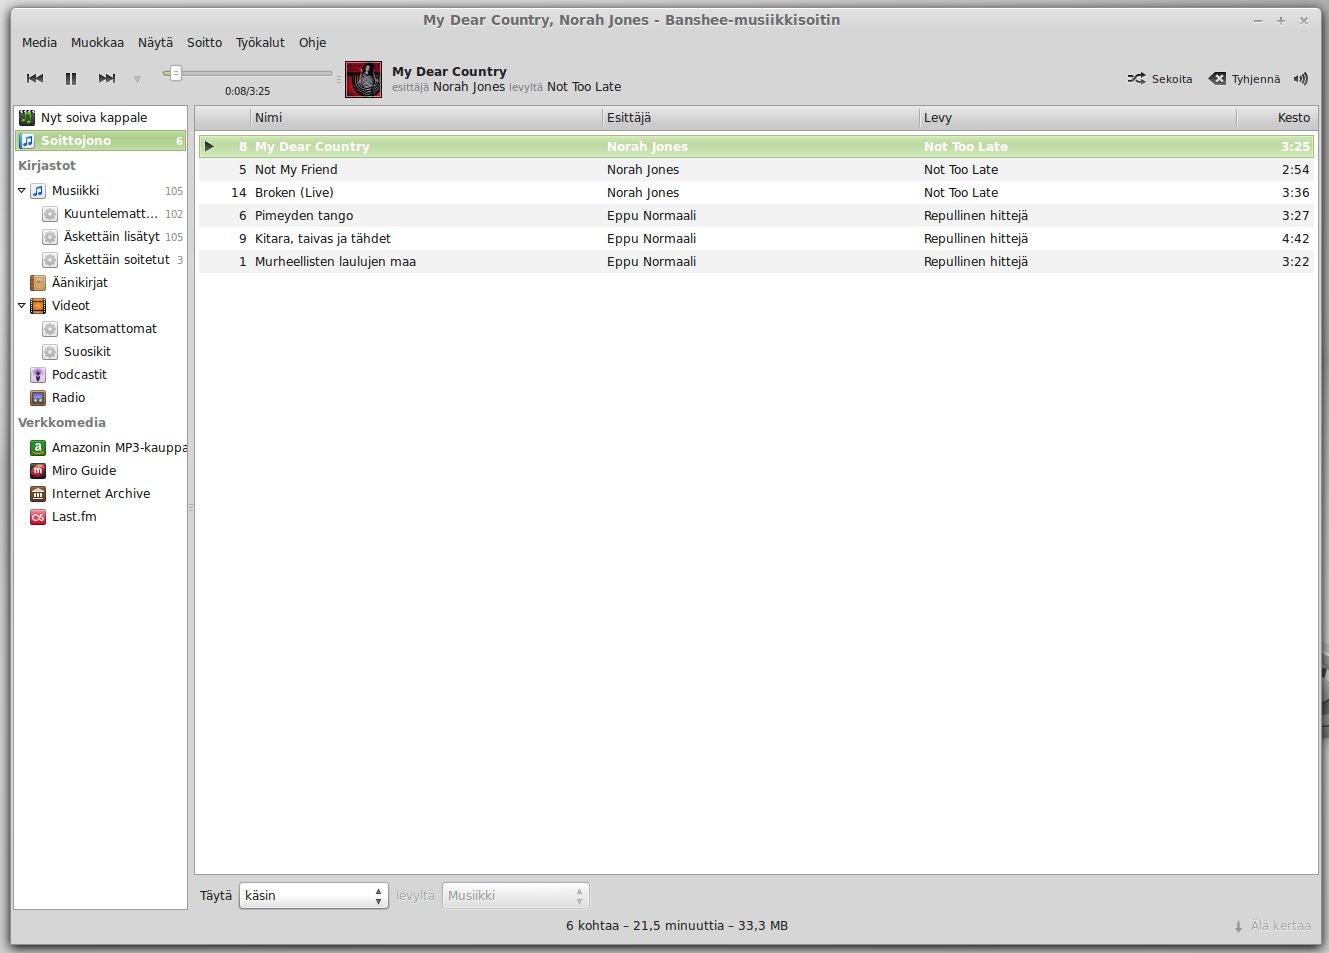 My Dear Country, Norah Jones - Banshee-musiikkisoitin
Media Muokkaa Näytä Soitto Työkalut Ohje
0:08/3:25
My Dear Country
esittäjä Norah Jones levyltä Not Too Late
Sekoita Tyhjennä
Nyt soiva kappale
Soittojono 6
Kirjastot
Musiikki 105
Kuuntelematt... 102
Äskettäin lisätyt 105
Äskettäin soitetut 3
Äänikirjat
Videot
Katsomattomat
Suosikit
Podcastit
Radio
Verkkomedia
Amazonin MP3-kauppa
Miro Guide
Internet Archive
Last.fm
Nimi Esittäjä Levy Kesto
8 My Dear Country Norah Jones Not Too Late 3:25
5 Not My Friend Norah Jones Not Too Late 2:54
14 Broken (Live) Norah Jones Not Too Late 3:36
6 Pimeyden tango Eppu Normaali Repullinen hittejä 3:27
9 Kitara, taivas ja tähdet Eppu Normaali Repullinen hittejä 4:42
1 Murheellisten laulujen maa Eppu Normaali Repullinen hittejä 3:22
Täytä käsin levyltä Musiikki
6 kohtaa – 21,5 minuuttia – 33,3 MB
Älä kertaa